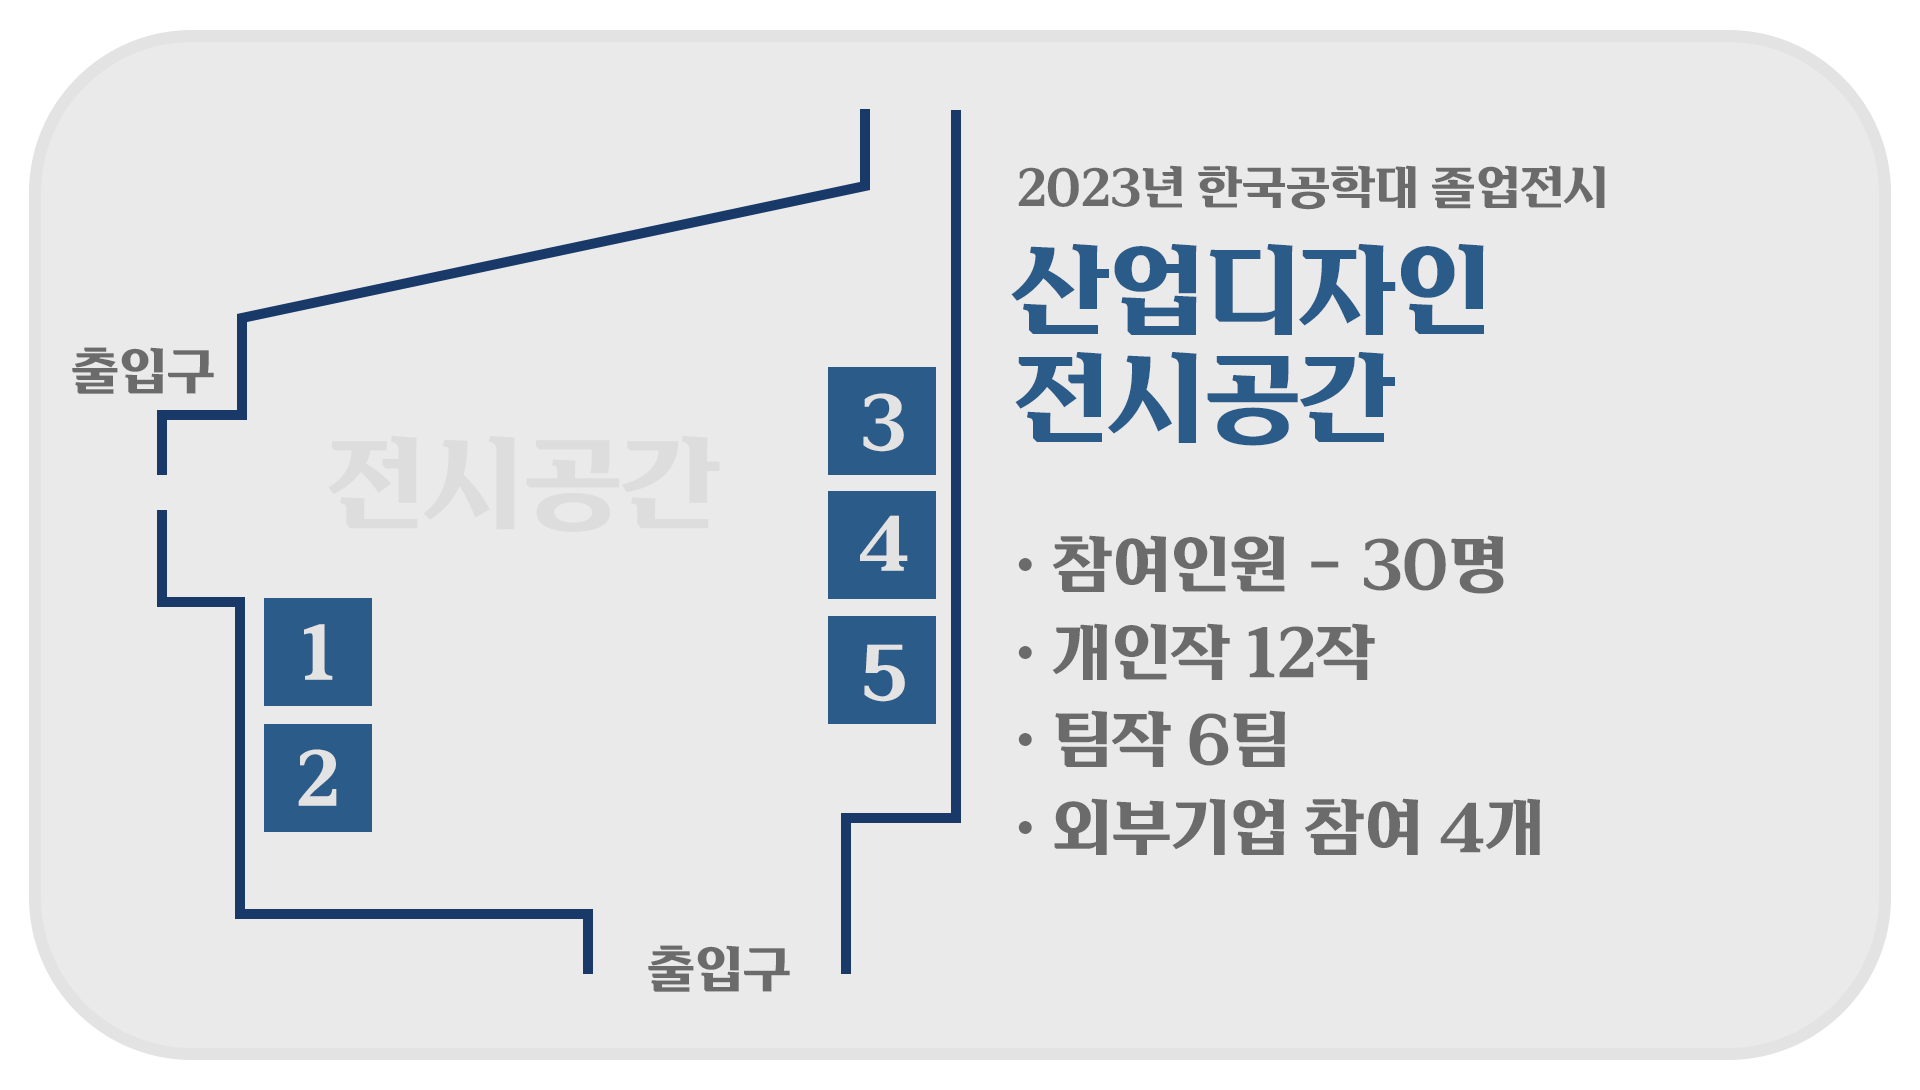 2023년 한국공학대 졸업전시
산업디자인
전시공간
출입구
전시공간
3
4
5
1
2
출입구
· 참여인원 - 30명
· 개인작 12작
· 팀작 6팀
· 외부기업 참여 4개